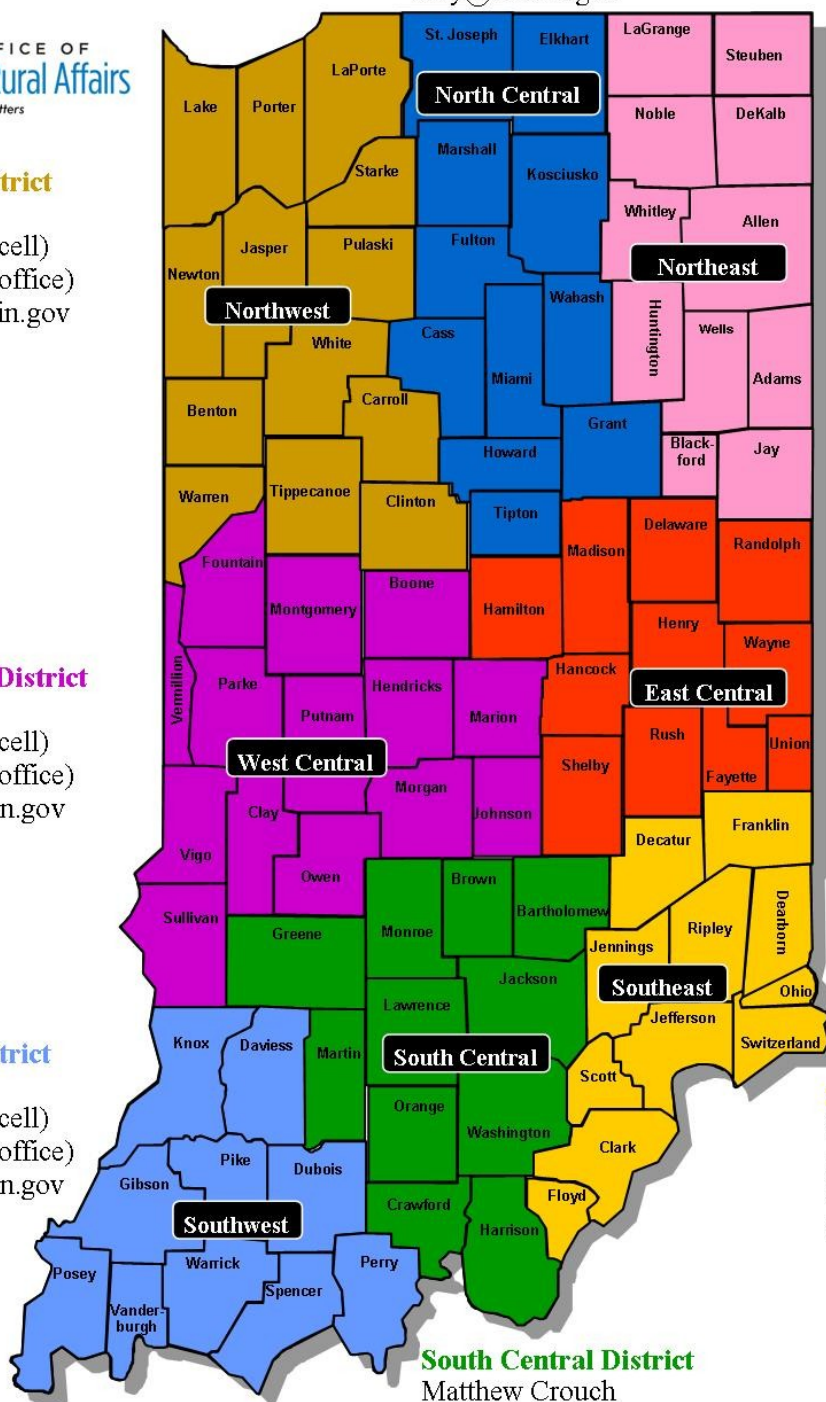 FICE OF
ural Affairs
tters
trict
cell)
office)
in.gov
District
cell)
office)
n.gov
trict
cell)
office)
n.gov
St. Joseph
Elkhart
LaGrange
Steuben
LaPorte
Lake
Porter
North Central
Noble
DeKalb
Marshall
Starke
Kosciusko
Whitley
Allen
Jasper
Pulaski
Fulton
Newton
Northeast
Northwest
Wabash
Huntington
Wells
White
Cass
Miami
Adams
Benton
Carroll
Grant
Howard
Black-
ford
Jay
Warren
Tippecanoe
Clinton
Tipton
Delaware
Randolph
Madison
Fountain
Boone
Montgomery
Hamilton
Henry
Wayne
Vermillion
Parke
Hendricks
Hancock
East Central
Putnam
Marion
Rush
Union
West Central
Shelby
Fayette
Morgan
Clay
Johnson
Franklin
Decatur
Vigo
Owen
Brown
Sullivan
Greene
Monroe
Bartholomew
Jennings
Ripley
Dearborn
Jackson
Southeast
Ohio
Lawrence
Jefferson
Knox
Daviess
Martin
South Central
Switzerland
Scott
Orange
Washington
Clark
Pike
Dubois
Gibson
Crawford
Floyd
Southwest
Harrison
Posey
Warrick
Perry
Spencer
Vander-
burgh
South Central District
Matthew Crouch